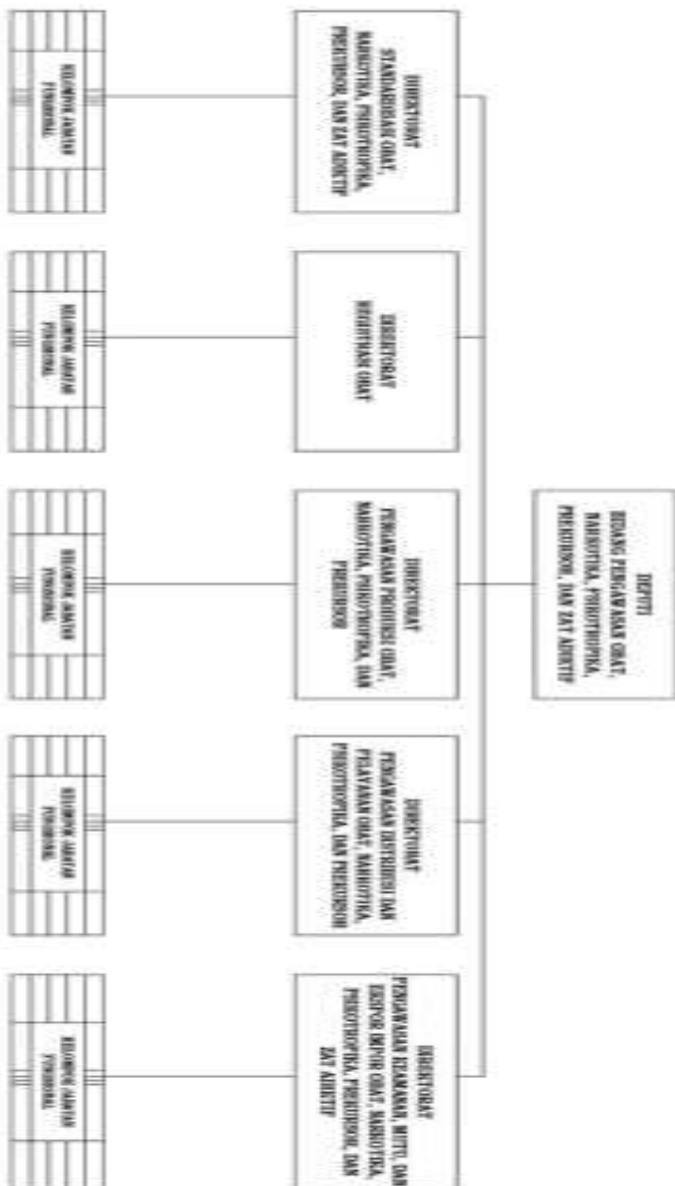 DEPUTI
BIDANG PENGAWASAN OBAT,
NARKOTIKA, PSIKOTROPIKA,
PREKURSOR, DAN ZAT ADIKTIF
DIREKTORAT
STANDARDISASI OBAT,
NARKOTIKA, PSIKOTROPIKA,
PREKURSOR, DAN ZAT ADIKTIF
DIREKTORAT
REGISTRASI OBAT
DIREKTORAT
PENGAWASAN PRODUKSI OBAT,
NARKOTIKA, PSIKOTROPIKA, DAN
PREKURSOR
DIREKTORAT
PENGAWASAN DISTRIBUSI DAN
PELAYANAN OBAT, NARKOTIKA,
PSIKOTROPIKA, DAN PREKURSOR
DIREKTORAT
PENGAWASAN KEAMANAN, MUTU, DAN
EKSPOR IMPOR OBAT, NARKOTIKA,
PSIKOTROPIKA, PREKURSOR, DAN
ZAT ADIKTIF
KELOMPOK JABATAN
FUNGSIONAL
KELOMPOK JABATAN
FUNGSIONAL
KELOMPOK JABATAN
FUNGSIONAL
KELOMPOK JABATAN
FUNGSIONAL
KELOMPOK JABATAN
FUNGSIONAL